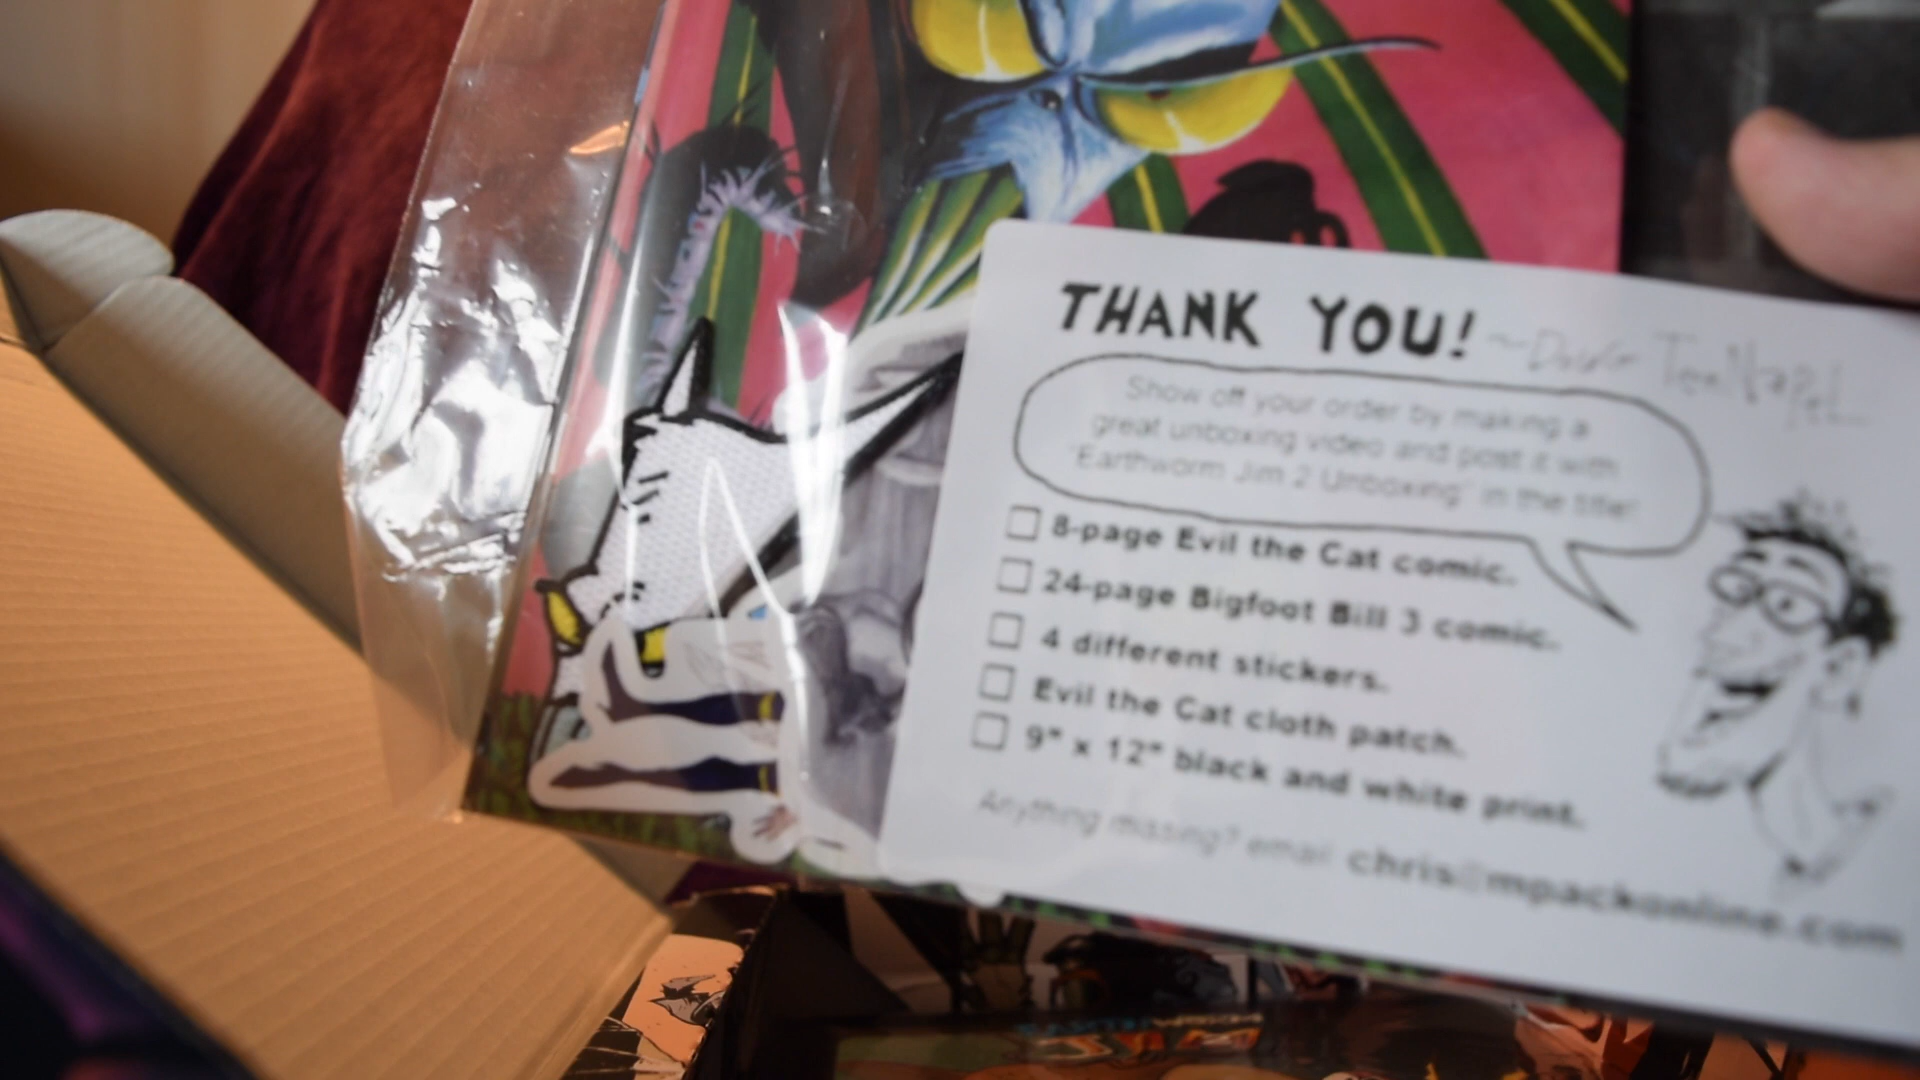 THANK YOU! ~Doug TenNapel
Show off your order by making a
great unboxing video and post it with
"Earthworm Jim 2 Unboxing" in the title!
8-page Evil the Cat comic.
24-page Bigfoot Bill 3 comic.
4 different stickers.
Evil the Cat cloth patch.
9" x 12" black and white print.
Anything missing? email chris@mpackonline.com